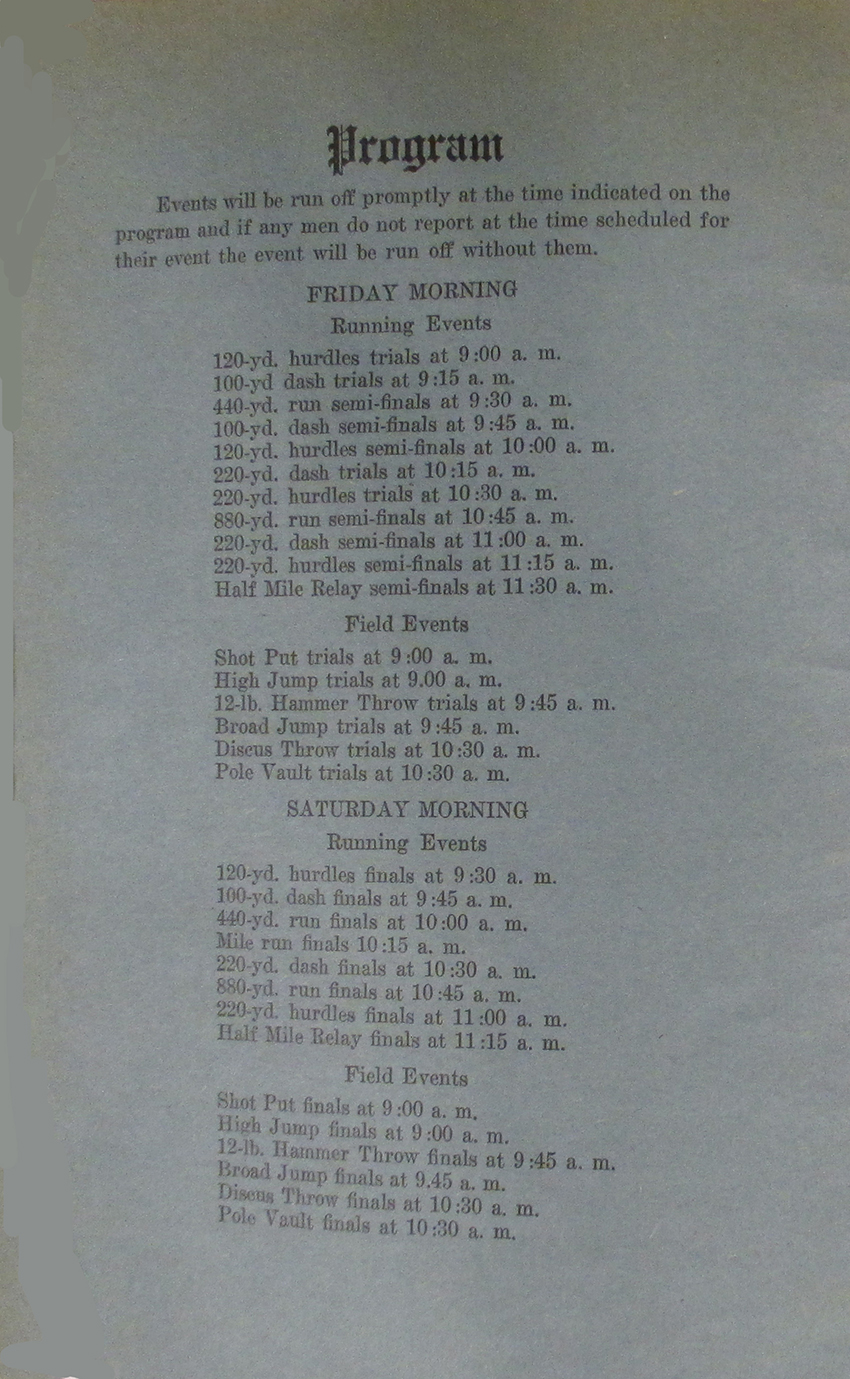 Program
Events will be run off promptly at the time indicated on the
program and if any men do not report at the time scheduled for
their event the event will be run off without them.
FRIDAY MORNING
Running Events
120-yd. hurdles trials at 9:00 a. m.
100-yd dash trials at 9:15 a. m.
440-yd. run semi-finals at 9:30 a. m.
100-yd. dash semi-finals at 9:45 a. m.
120-yd. hurdles semi-finals at 10:00 a. m.
220-yd. dash trials at 10:15 a. m.
220-yd. hurdles trials at 10:30 a. m.
880-yd. run semi-finals at 10:45 a. m.
220-yd. dash semi-finals at 11:00 a. m.
220-yd. hurdles semi-finals at 11:15 a. m.
Half Mile Relay semi-finals at 11:30 a. m.
Field Events
Shot Put trials at 9:00 a. m.
High Jump trials at 9.00 a. m.
12-lb. Hammer Throw trials at 9:45 a. m.
Broad Jump trials at 9:45 a. m.
Discus Throw trials at 10:30 a. m.
Pole Vault trials at 10:30 a. m.
SATURDAY MORNING
Running Events
120-yd. hurdles finals at 9:30 a. m.
100-yd. dash finals at 9:45 a. m.
440-yd. run finals at 10:00 a. m.
Mile run finals 10:15 a. m.
220-yd. dash finals at 10:30 a. m.
880-yd. run finals at 10:45 a. m.
220-yd. hurdles finals at 11:00 a. m.
Half Mile Relay finals at 11:15 a. m.
Field Events
Shot Put finals at 9:00 a. m.
High Jump finals at 9:00 a. m.
12-lb. Hammer Throw finals at 9:45 a. m.
Broad Jump finals at 9.45 a. m.
Discus Throw finals at 10:30 a. m.
Pole Vault finals at 10:30 a. m.